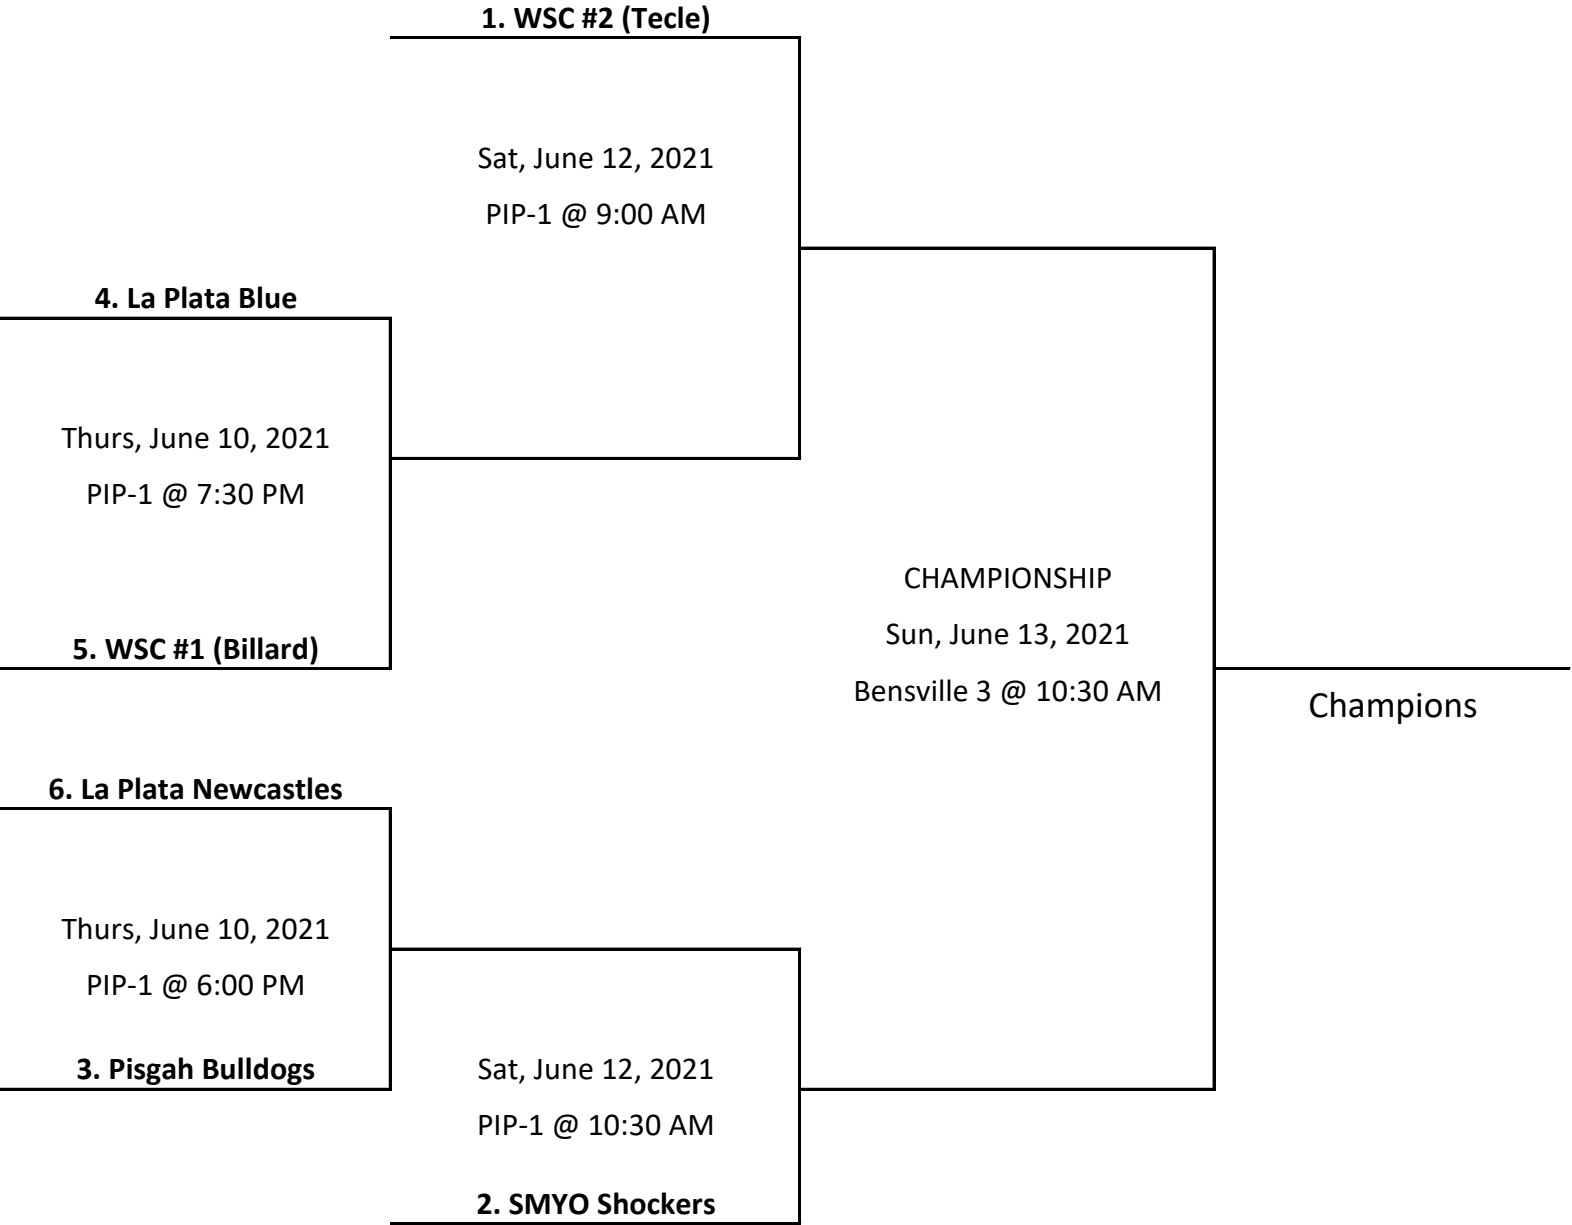 1. WSC #2 (Tecle)
Sat, June 12, 2021
PIP-1 @ 9:00 AM
4. La Plata Blue
Thurs, June 10, 2021
PIP-1 @ 7:30 PM
5. WSC #1 (Billard)
CHAMPIONSHIP
Sun, June 13, 2021
Bensville 3 @ 10:30 AM
Champions
6. La Plata Newcastles
Thurs, June 10, 2021
PIP-1 @ 6:00 PM
3. Pisgah Bulldogs
Sat, June 12, 2021
PIP-1 @ 10:30 AM
2. SMYO Shockers